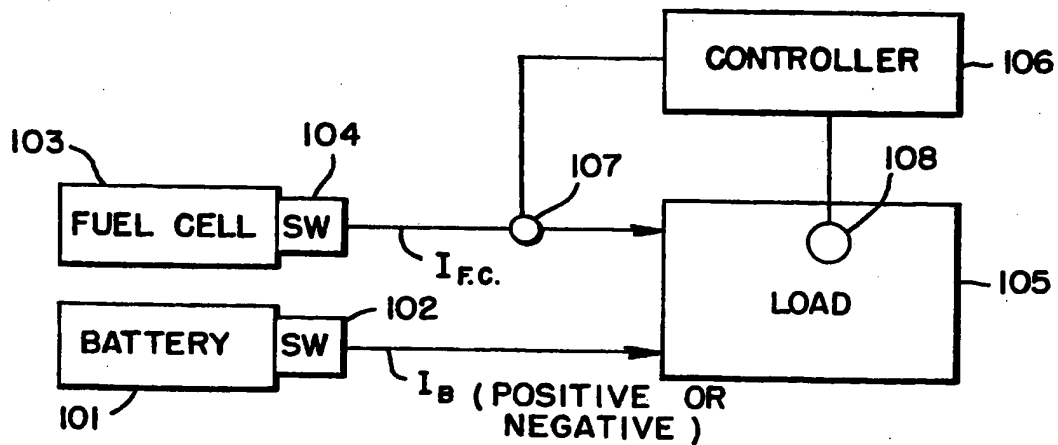 CONTROLLER
106
103
104
107
108
FUEL CELL
SW
I F.C.
105
LOAD
BATTERY
SW
102
101
I B (POSITIVE OR
NEGATIVE)